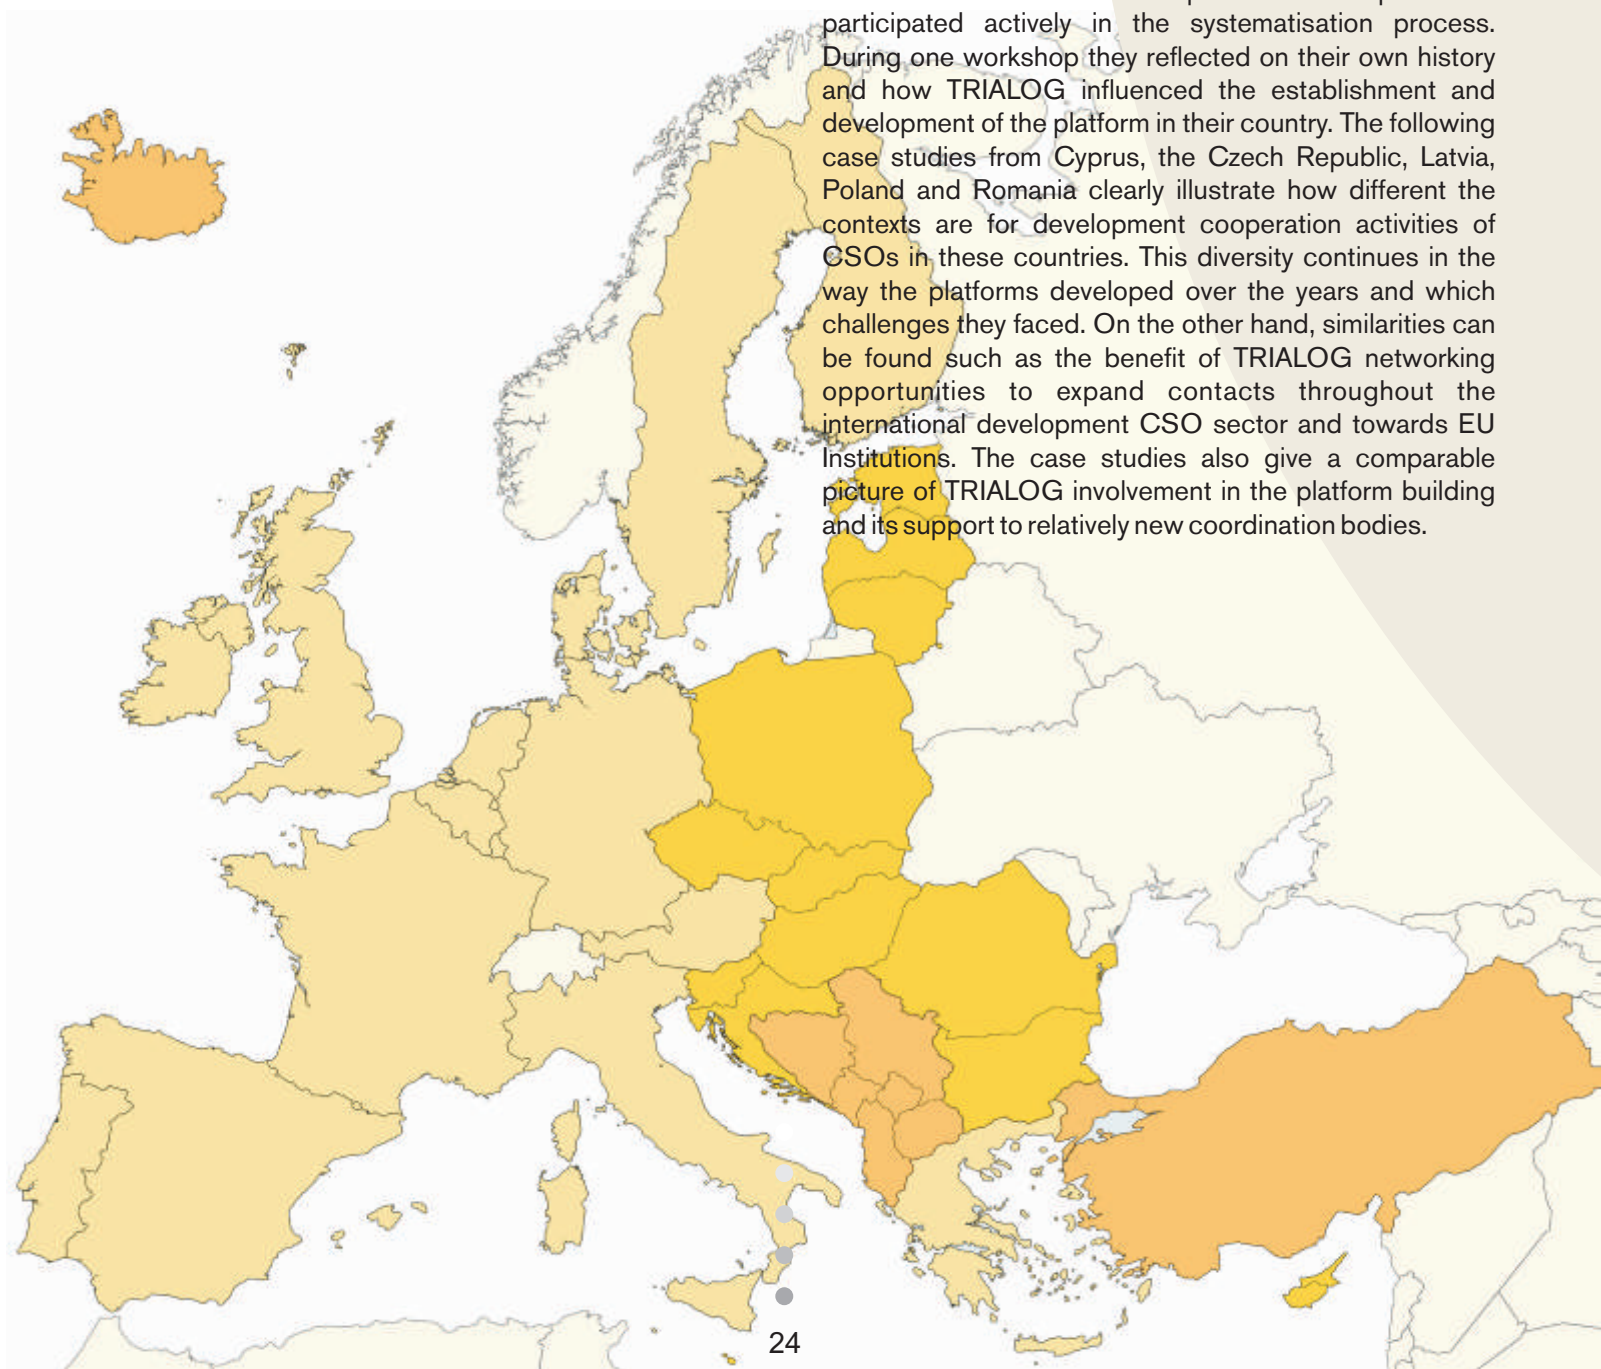 participated actively in the systematisation process.
During one workshop they reflected on their own history
and how TRIALOG influenced the establishment and
development of the platform in their country. The following
case studies from Cyprus, the Czech Republic, Latvia,
Poland and Romania clearly illustrate how different the
contexts are for development cooperation activities of
CSOs in these countries. This diversity continues in the
way the platforms developed over the years and which
challenges they faced. On the other hand, similarities can
be found such as the benefit of TRIALOG networking
opportunities to expand contacts throughout the
international development CSO sector and towards EU
Institutions. The case studies also give a comparable
picture of TRIALOG involvement in the platform building
and its support to relatively new coordination bodies.
24